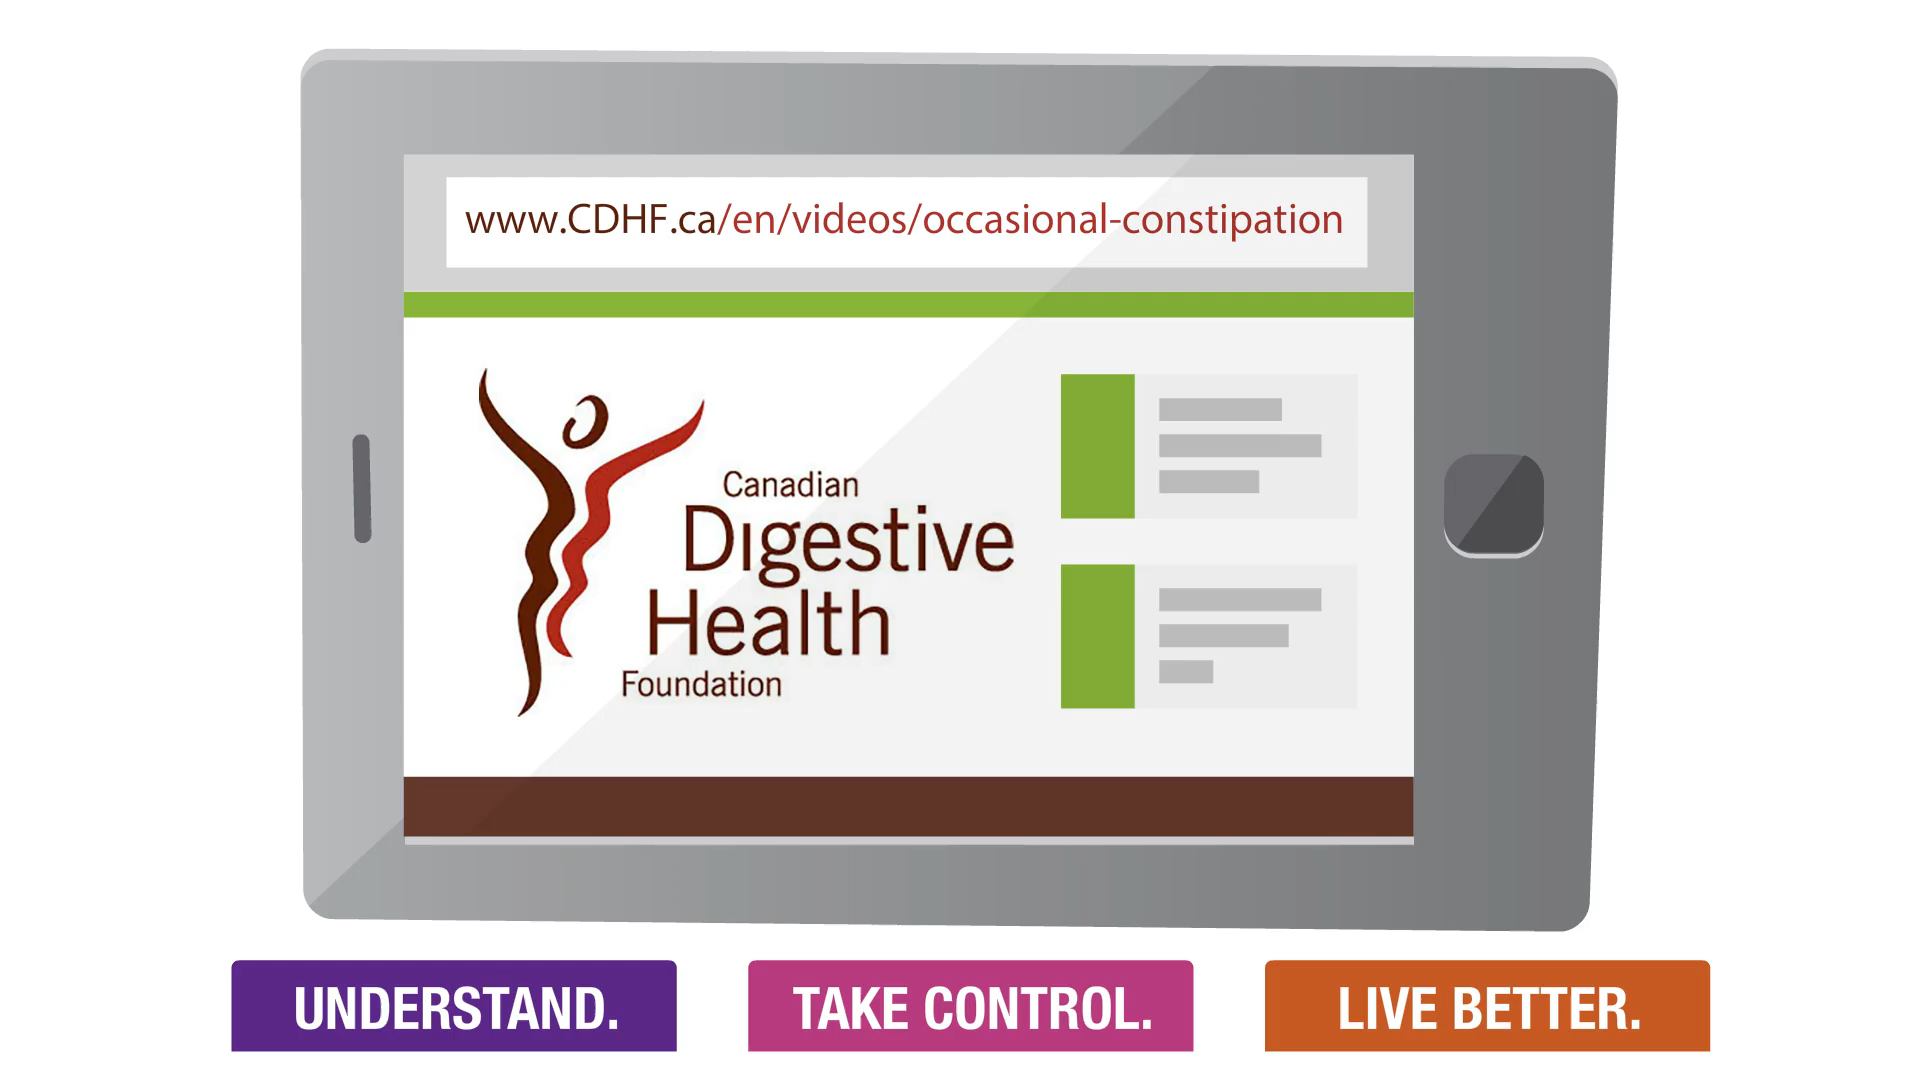 www.CDHF.ca/en/videos/occasional-constipation
Canadian
Digestive
Health
Foundation
UNDERSTAND.
TAKE CONTROL.
LIVE BETTER.